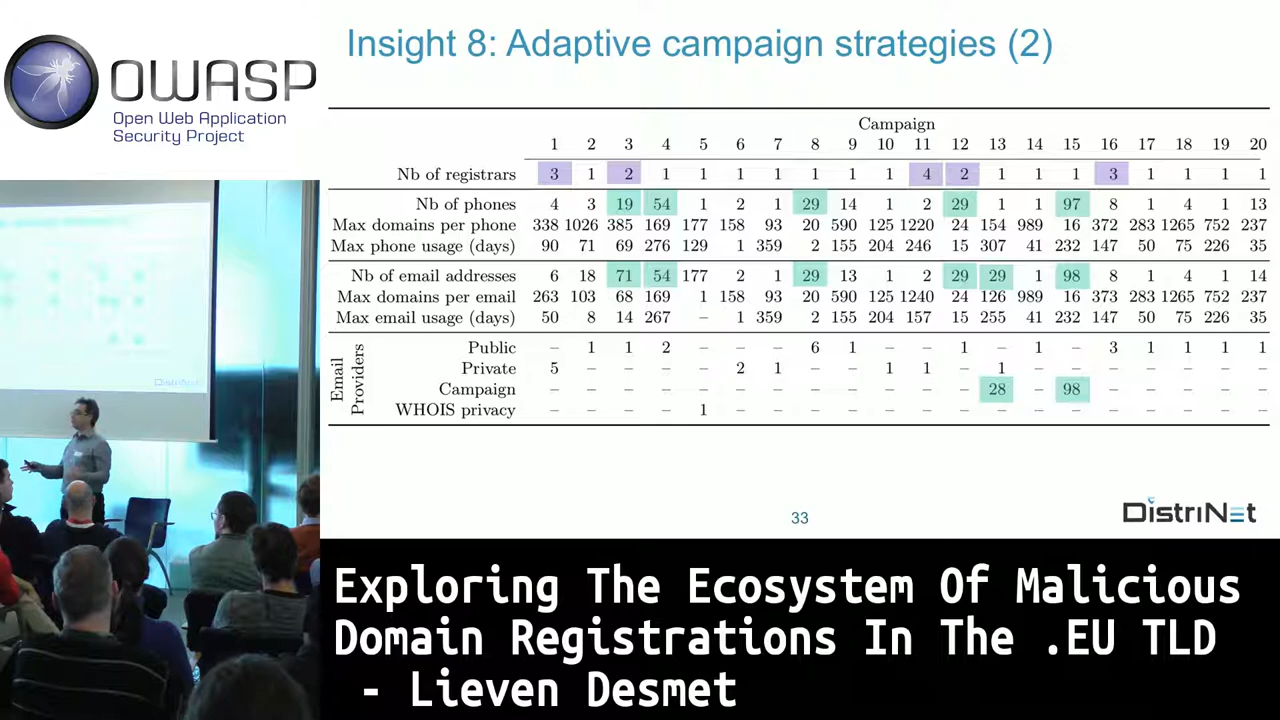 Insight 8: Adaptive campaign strategies (2)
OWASP
Open Web Application
Security Project
Campaign
1 2 3 4 5 6 7 8 9 10 11 12 13 14 15 16 17 18 19 20
Nb of registrars 3 1 2 1 1 1 1 1 1 1 4 2 1 1 1 3 1 1 1 1
Nb of phones 4 3 19 54 1 2 1 29 14 1 2 29 1 1 97 8 1 4 1 13
Max domains per phone 338 1026 385 169 177 158 93 20 590 125 1220 24 154 989 16 372 283 1265 752 237
Max phone usage (days) 90 71 69 276 129 1 359 2 155 204 246 15 307 41 232 147 50 75 226 35
Nb of email addresses 6 18 71 54 177 2 1 29 13 1 2 29 29 1 98 8 1 4 1 14
Max domains per email 263 103 68 169 1 158 93 20 590 125 1240 24 126 989 16 373 283 1265 752 237
Max email usage (days) 50 8 14 267 – 1 359 2 155 204 157 15 255 41 232 147 50 75 226 35
Email
Providers
Public – 1 1 2 – – – 6 1 – – 1 – 1 – 3 1 1 1 1
Private 5 – – – – 2 1 – – 1 1 – 1 – – – – – – –
Campaign – – – – – – – – – – – – 28 – 98 – – – – –
WHOIS privacy – – – – 1 – – – – – – – – – – – – – – –
DistriNet
33
DistriNet
Exploring The Ecosystem Of Malicious
Domain Registrations In The .EU TLD
- Lieven Desmet